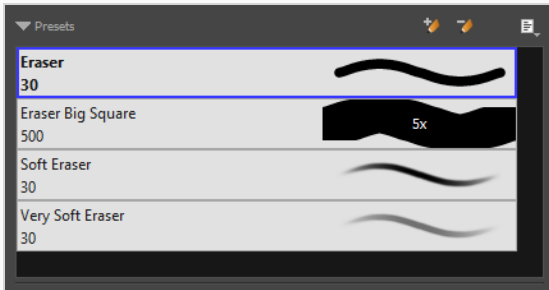 Presets
Eraser
30
Eraser Big Square
500
5x
Soft Eraser
30
Very Soft Eraser
30